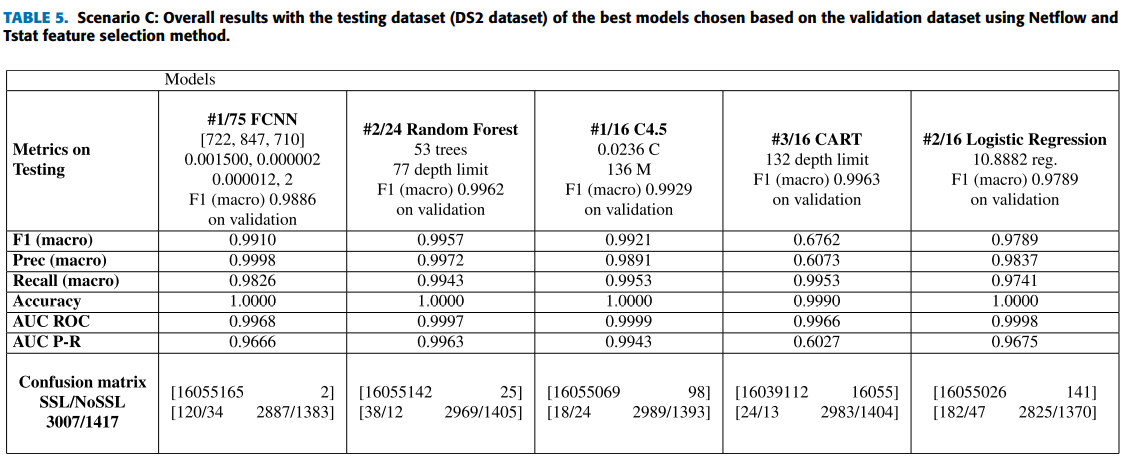 TABLE 5. Scenario C: Overall results with the testing dataset (DS2 dataset) of the best models chosen based on the validation dataset using Netflow and
Tstat feature selection method.
Models
Metrics on
Testing
#1/75 FCNN
[722, 847, 710]
0.001500, 0.000002
0.000012, 2
F1 (macro) 0.9886
on validation
#2/24 Random Forest
53 trees
77 depth limit
F1 (macro) 0.9962
on validation
#1/16 C4.5
0.0236 C
136 M
F1 (macro) 0.9929
on validation
#3/16 CART
132 depth limit
F1 (macro) 0.9963
on validation
#2/16 Logistic Regression
10.8882 reg.
F1 (macro) 0.9789
on validation
F1 (macro) 0.9910 0.9957 0.9921 0.6762 0.9789
Prec (macro) 0.9998 0.9972 0.9891 0.6073 0.9837
Recall (macro) 0.9826 0.9943 0.9953 0.9953 0.9741
Accuracy 1.0000 1.0000 1.0000 0.9990 1.0000
AUC ROC 0.9968 0.9997 0.9999 0.9966 0.9998
AUC P-R 0.9666 0.9963 0.9943 0.6027 0.9675
Confusion matrix
SSL/NoSSL
3007/1417
[16055165 2]
[120/34 2887/1383]
[16055142 25]
[38/12 2969/1405]
[16055069 98]
[18/24 2989/1393]
[16039112 16055]
[24/13 2983/1404]
[16055026 141]
[182/47 2825/1370]